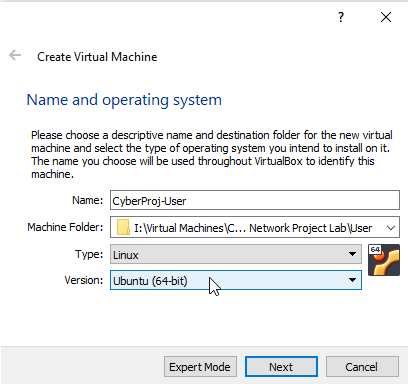 ?
Create Virtual Machine
Name and operating system
Please choose a descriptive name and destination folder for the new virtual
machine and select the type of operating system you intend to install on it.
The name you choose will be used throughout VirtualBox to identify this
machine.
Name: CyberProj-User
Machine Folder: I:\Virtual Machines\C... Network Project Lab\User
Type: Linux
64
Version: Ubuntu (64-bit)
Expert Mode Next Cancel